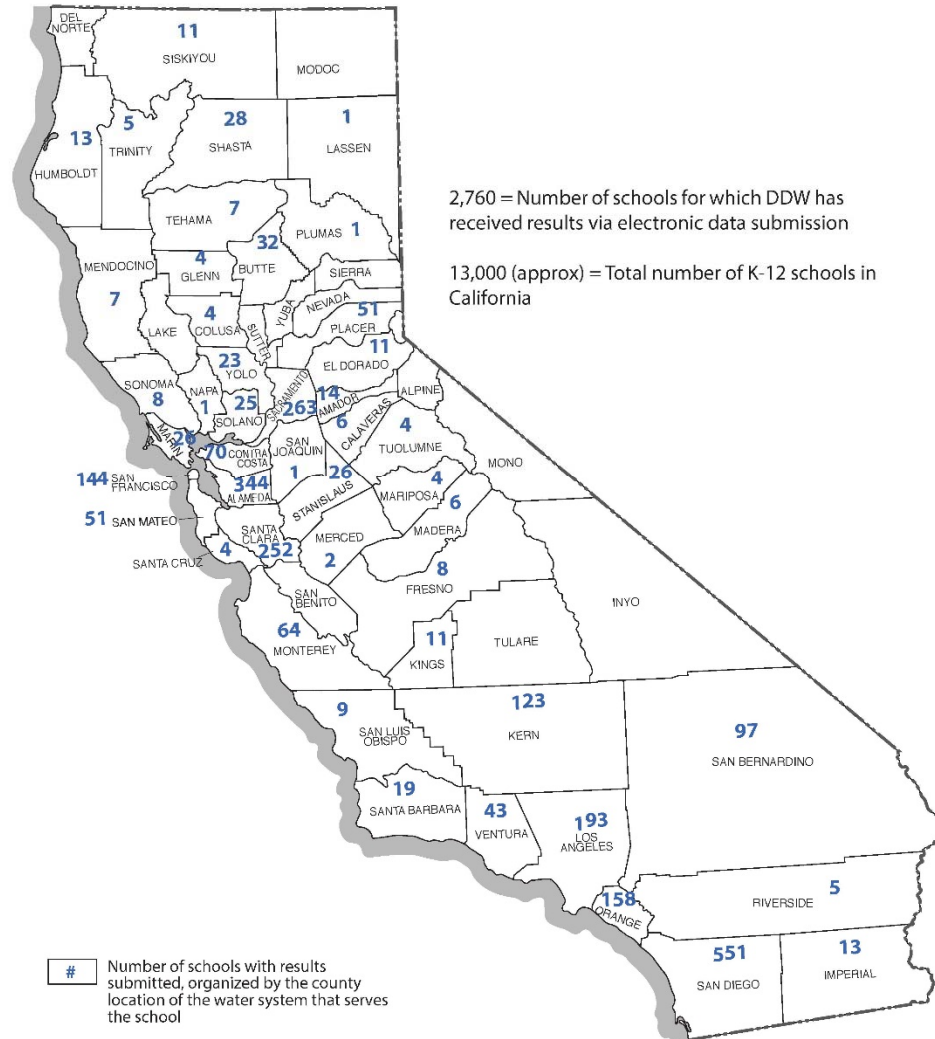 DEL
NORTE
11
SISKIYOU
MODOC
13
HUMBOLDT
5
TRINITY
28
SHASTA
1
LASSEN
2,760 = Number of schools for which DDW has
received results via electronic data submission
13,000 (approx) = Total number of K-12 schools in
California
TEHAMA
7
PLUMAS
1
32
BUTTE
MENDOCINO
7
4
GLENN
SIERRA
LAKE
4
COLUSA
SUTTER
YUBA
NEVADA
51
PLACER
11
EL DORADO
23
YOLO
SONOMA
8
NAPA
1
25
SOLANO
SACRAMENTO
263
14
AMADOR
ALPINE
6
CALAVERAS
4
TUOLUMNE
MONO
MARIN
26
70
CONTRA
COSTA
SAN
JOAQUIN
1
26
STANISLAUS
144
SAN
FRANCISCO
344
ALAMEDA
4
MARIPOSA
6
MADERA
51
SAN MATEO
SANTA
CLARA
252
MERCED
2
4
SANTA CRUZ
8
FRESNO
SAN
BENITO
INYO
64
MONTEREY
11
KINGS
TULARE
9
SAN LUIS
OBISPO
123
KERN
97
SAN BERNARDINO
19
SANTA BARBARA
43
VENTURA
193
LOS
ANGELES
158
ORANGE
5
RIVERSIDE
551
SAN DIEGO
13
IMPERIAL
# Number of schools with results
submitted, organized by the county
location of the water system that serves
the school